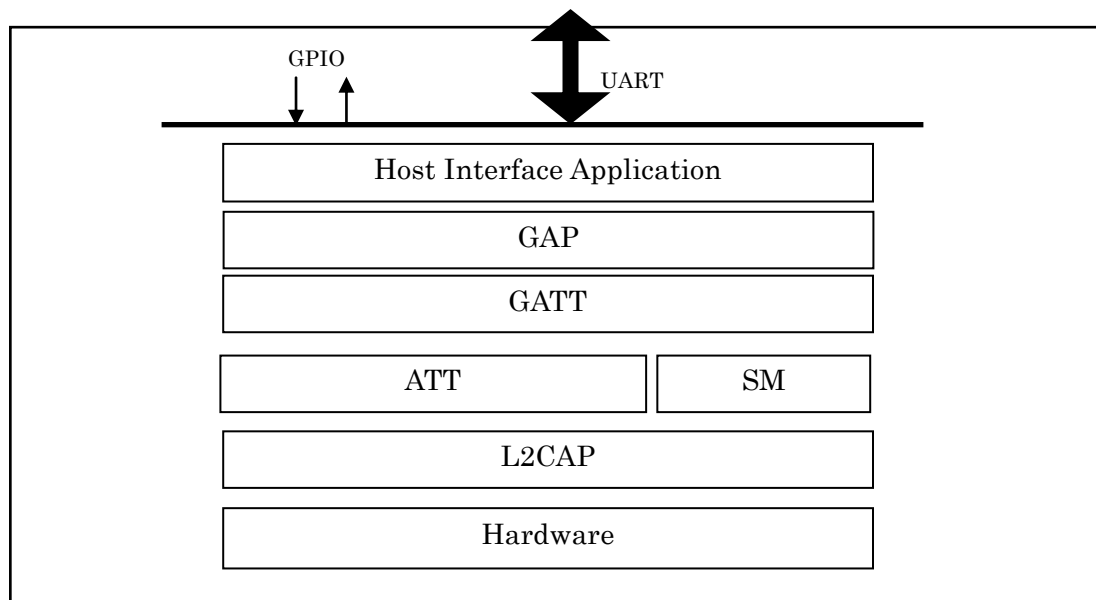 GPIO
UART
Host Interface Application
GAP
GATT
ATT
SM
L2CAP
Hardware